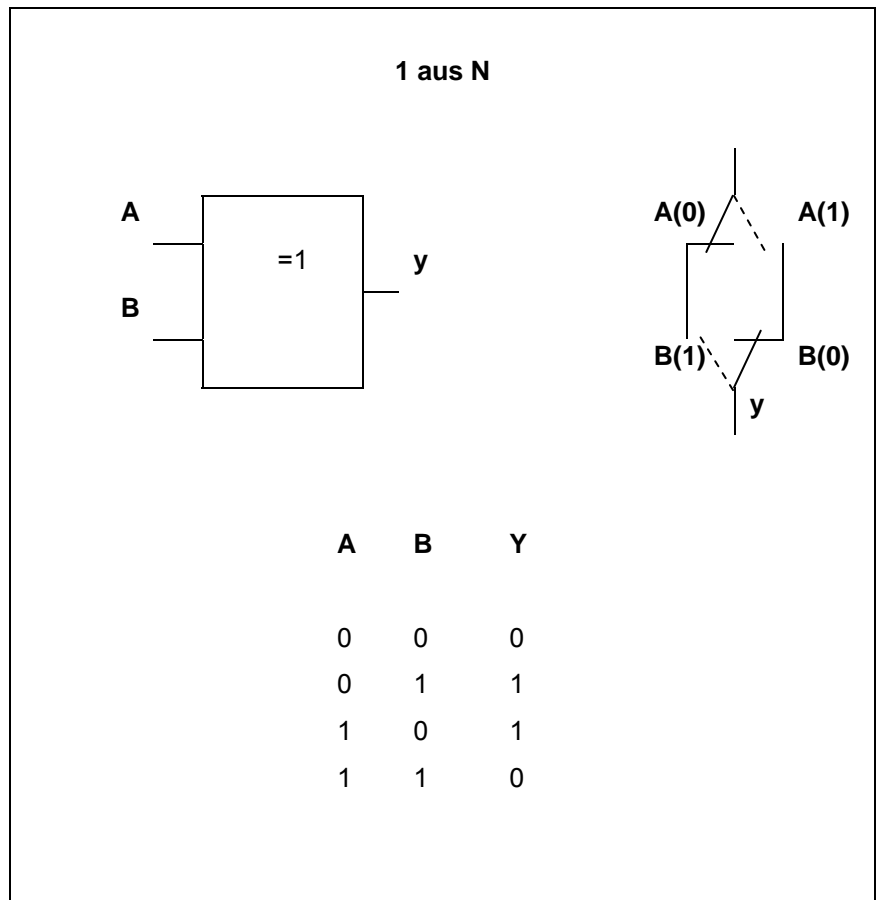 1 aus N
A
=1
y
B
A(0) A(1)
B(1) B(0)
y
A B Y
0 0 0
0 1 1
1 0 1
1 1 0